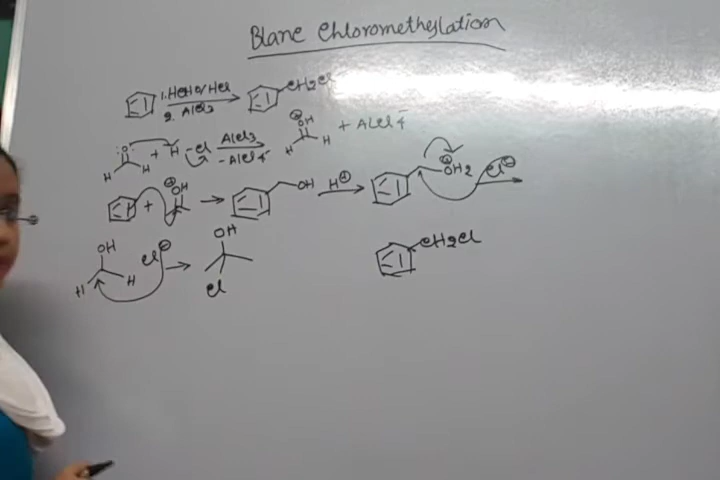 Blanc Chloromethylation
1. HCHO/HCl
2. AlCl3
CH2Cl
:O: H H + H-Cl AlCl3 -AlCl4⁻ ⊕OH H H + AlCl4⁻
+ ⊕OH OH H⊕ ⊕OH2 Cl⊖
OH H H Cl⊖ OH Cl
CH2Cl